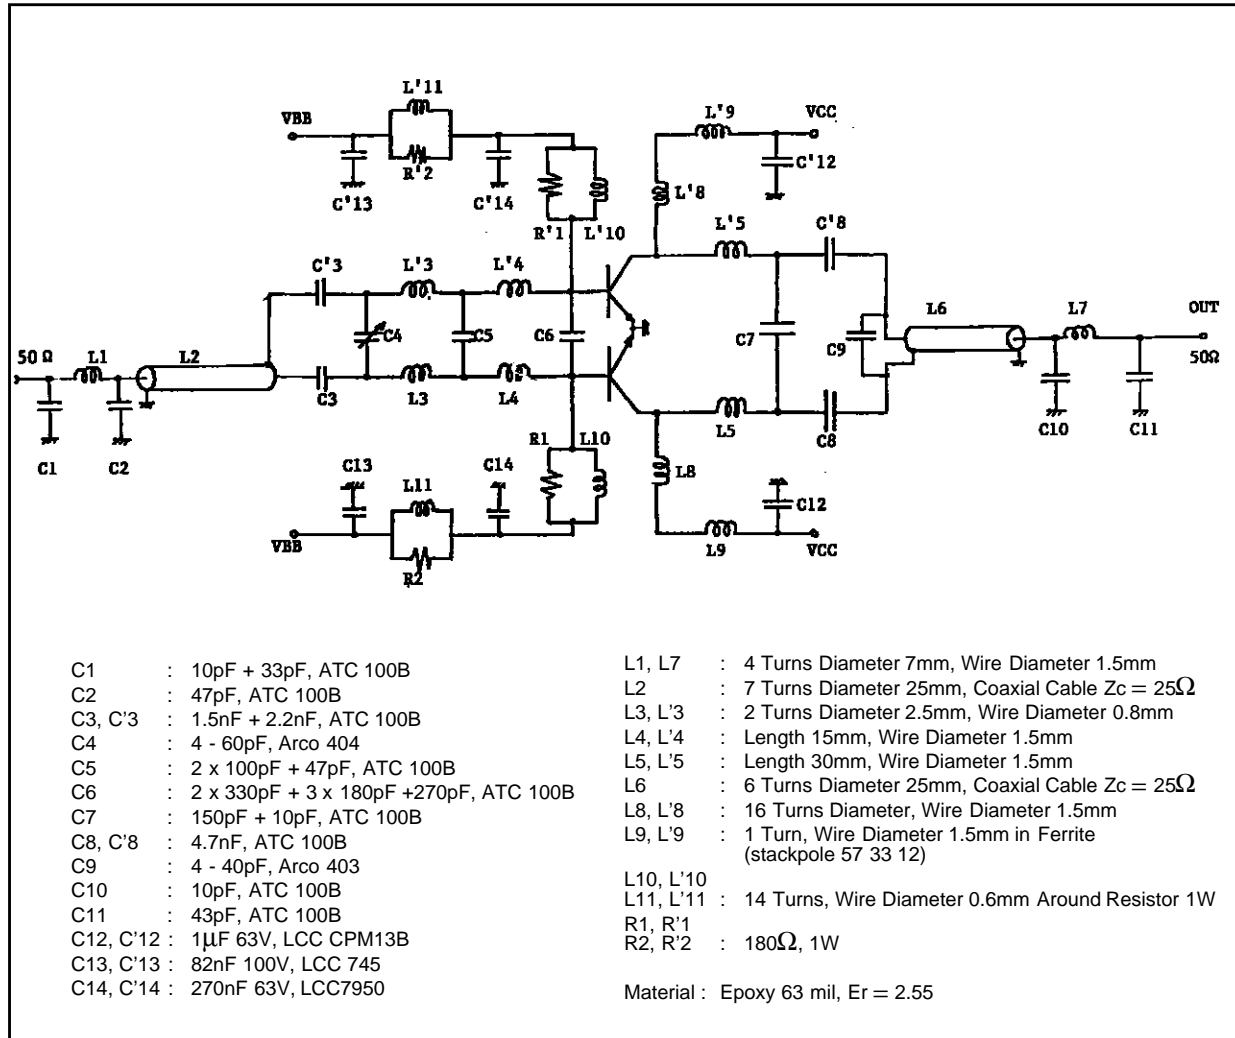 L'11
VBB
R'2
C'13
C'14
R'1
L'10
L'9
VCC
C'12
L'8
L'5
C'8
C'3
L'3
L'4
C4
C5
C6
C7
C9
L6
L7
OUT
50Ω
50 Ω
L1
L2
C3
L3
L4
L5
C8
C10
C11
C1
C2
R1
L10
L8
C13
L11
C14
C12
VBB
R2
L9
VCC
C1 : 10pF + 33pF, ATC 100B
C2 : 47pF, ATC 100B
C3, C'3 : 1.5nF + 2.2nF, ATC 100B
C4 : 4 - 60pF, Arco 404
C5 : 2 x 100pF + 47pF, ATC 100B
C6 : 2 x 330pF + 3 x 180pF +270pF, ATC 100B
C7 : 150pF + 10pF, ATC 100B
C8, C'8 : 4.7nF, ATC 100B
C9 : 4 - 40pF, Arco 403
C10 : 10pF, ATC 100B
C11 : 43pF, ATC 100B
C12, C'12 : 1μF 63V, LCC CPM13B
C13, C'13 : 82nF 100V, LCC 745
C14, C'14 : 270nF 63V, LCC7950
L1, L7 : 4 Turns Diameter 7mm, Wire Diameter 1.5mm
L2 : 7 Turns Diameter 25mm, Coaxial Cable Zc = 25Ω
L3, L'3 : 2 Turns Diameter 2.5mm, Wire Diameter 0.8mm
L4, L'4 : Length 15mm, Wire Diameter 1.5mm
L5, L'5 : Length 30mm, Wire Diameter 1.5mm
L6 : 6 Turns Diameter 25mm, Coaxial Cable Zc = 25Ω
L8, L'8 : 16 Turns Diameter, Wire Diameter 1.5mm
L9, L'9 : 1 Turn, Wire Diameter 1.5mm in Ferrite
(stackpole 57 33 12)
L10, L'10
L11, L'11 : 14 Turns, Wire Diameter 0.6mm Around Resistor 1W
R1, R'1
R2, R'2 : 180Ω, 1W
Material : Epoxy 63 mil, Er = 2.55